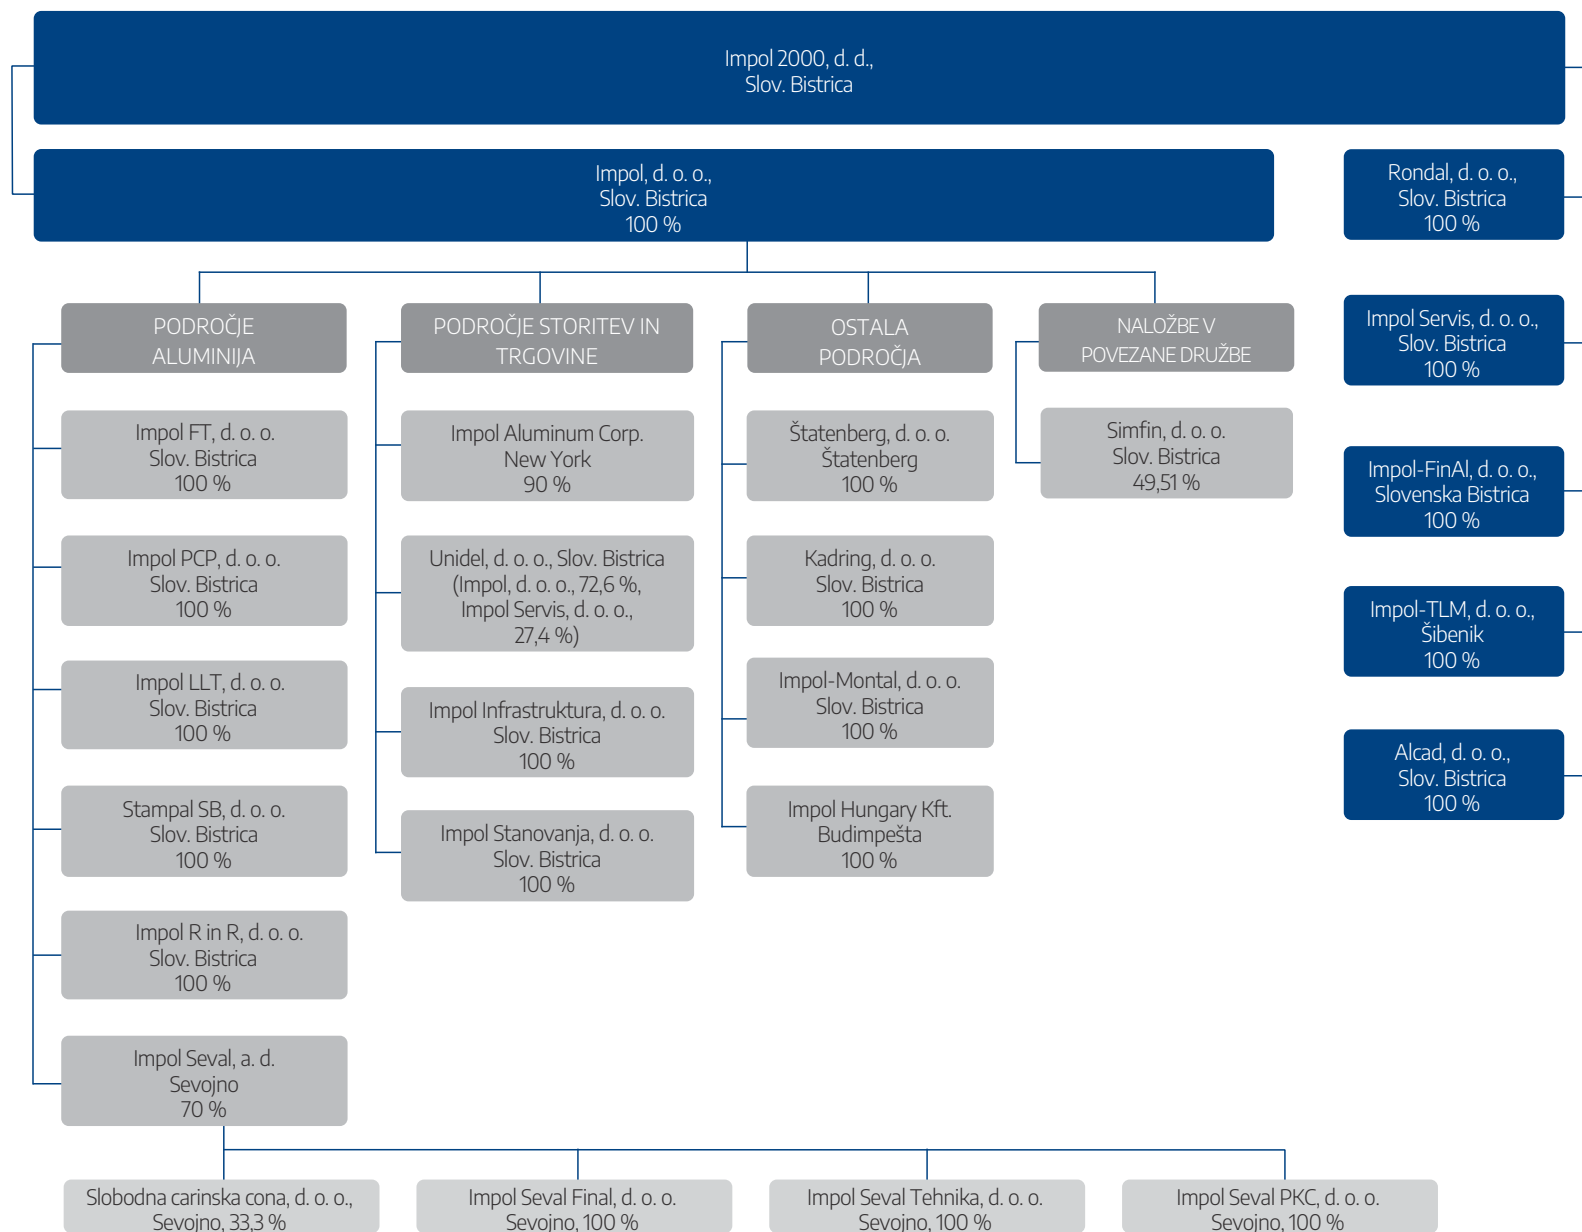 Impol 2000, d. d.,
Slov. Bistrica
Impol, d. o. o.,
Slov. Bistrica
100 %
Rondal, d. o. o.,
Slov. Bistrica
100 %
PODROČJE
ALUMINIJA
Impol FT, d. o. o.
Slov. Bistrica
100 %
Impol PCP, d. o. o.
Slov. Bistrica
100 %
Impol LLT, d. o. o.
Slov. Bistrica
100 %
Stampal SB, d. o. o.
Slov. Bistrica
100 %
Impol R in R, d. o. o.
Slov. Bistrica
100 %
Impol Seval, a. d.
Sevojno
70 %
PODROČJE STORITEV IN
TRGOVINE
Impol Aluminum Corp.
New York
90 %
Unidel, d. o. o., Slov. Bistrica
(Impol, d. o. o., 72,6 %,
Impol Servis, d. o. o.,
27,4 %)
Impol Infrastruktura, d. o. o.
Slov. Bistrica
100 %
Impol Stanovanja, d. o. o.
Slov. Bistrica
100 %
OSTALA
PODROČJA
Štatenberg, d. o. o.
Štatenberg
100 %
Kadring, d. o. o.
Slov. Bistrica
100 %
Impol-Montal, d. o. o.
Slov. Bistrica
100 %
Impol Hungary Kft.
Budimpešta
100 %
NALOŽBE V
POVEZANE DRUŽBE
Simfin, d. o. o.
Slov. Bistrica
49,51 %
Impol Servis, d. o. o.,
Slov. Bistrica
100 %
Impol-FinAl, d. o. o.,
Slovenska Bistrica
100 %
Impol-TLM, d. o. o.,
Šibenik
100 %
Alcad, d. o. o.,
Slov. Bistrica
100 %
Slobodna carinska cona, d. o. o.,
Sevojno, 33,3 %
Impol Seval Final, d. o. o.
Sevojno, 100 %
Impol Seval Tehnika, d. o. o.
Sevojno, 100 %
Impol Seval PKC, d. o. o.
Sevojno, 100 %